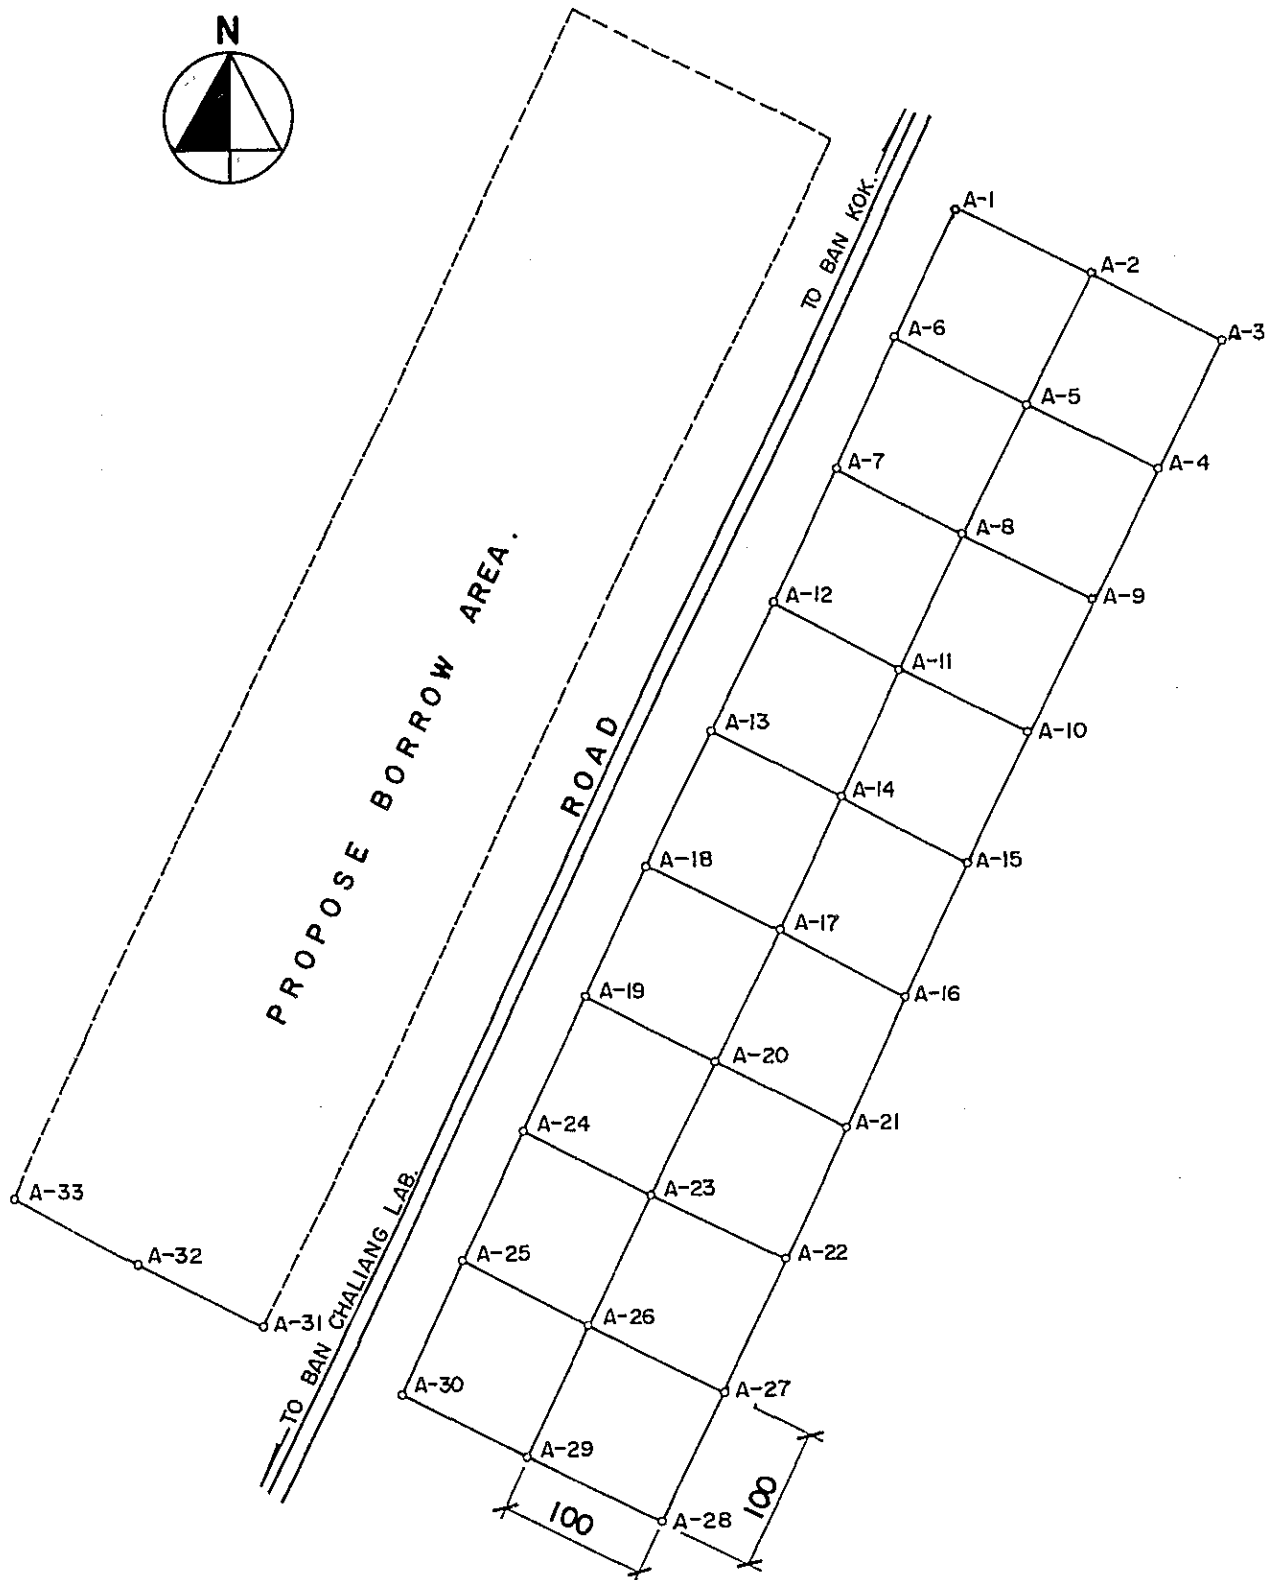 N
TO BAN KOK.
A-1
A-2
A-3
A-6
A-5
A-4
A-7
A-8
A-9
A-12
A-11
A-10
A-13
A-14
A-15
A-18
A-17
A-16
A-19
A-20
A-21
A-24
A-23
A-22
A-25
A-26
A-27
A-30
A-29
A-28
PROPOSE BORROW AREA.
ROAD
A-33
A-32
A-31
TO BAN CHALIANG LAB.
100
100